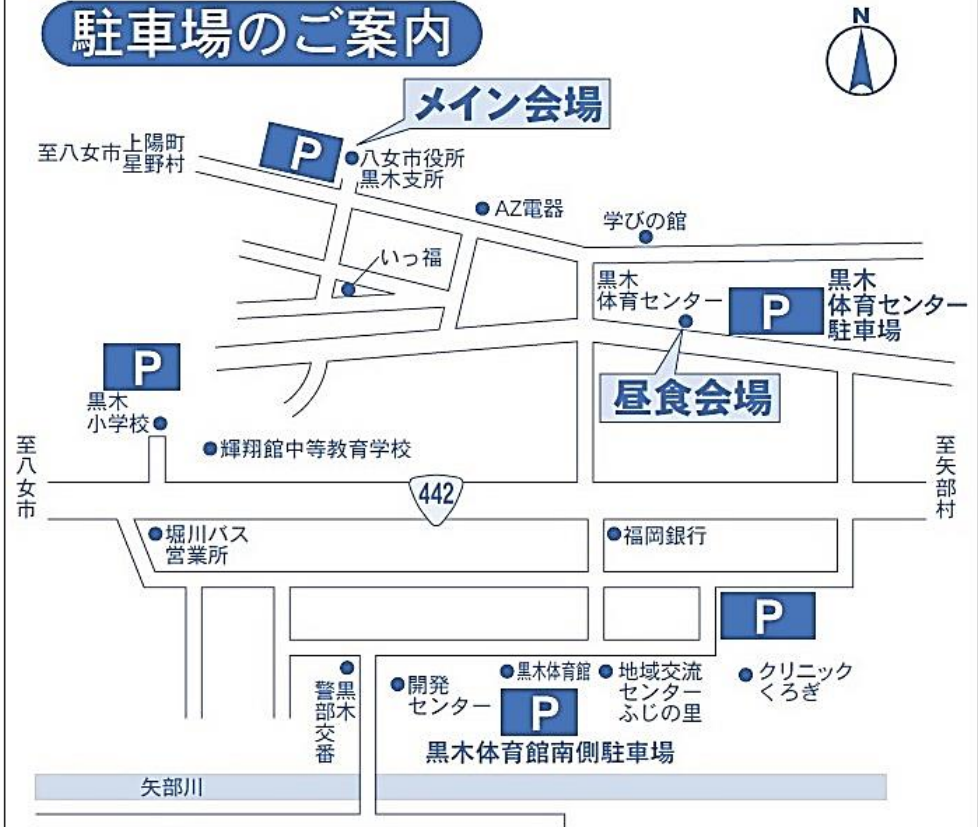 駐車場のご案内
N
メイン会場
P
至八女市
上陽町
星野村
八女市役所
黒木支所
AZ電器
学びの館
いっ福
黒木
体育センター
P
黒木
体育センター
駐車場
P
昼食会場
黒木
小学校
輝翔館中等教育学校
至八女市
442
至矢部村
堀川バス
営業所
福岡銀行
P
黒木
警部交番
開発
センター
黒木体育館
地域交流
センター
ふじの里
クリニック
くろぎ
P
黒木体育館南側駐車場
矢部川